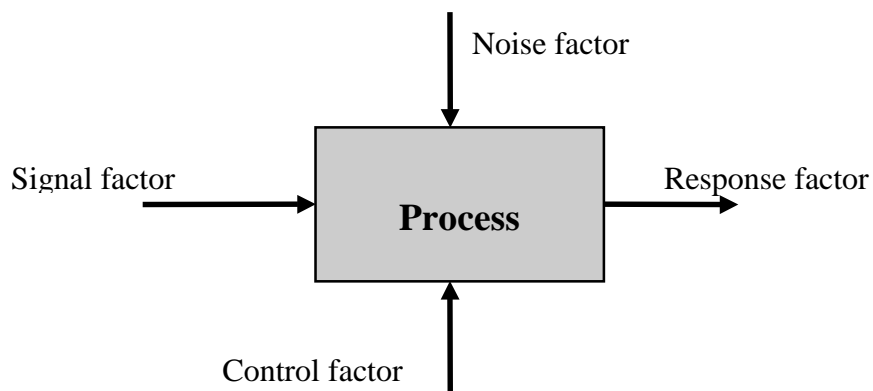 Noise factor
Signal factor
Response factor
Process
Control factor